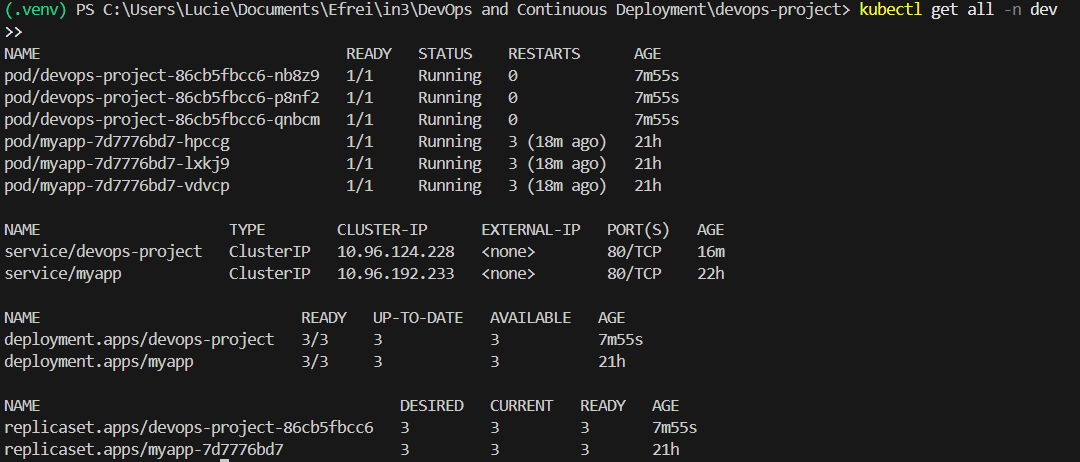 (.venv) PS C:\Users\Lucie\Documents\Efrei\in3\DevOps and Continuous Deployment\devops-project> kubectl get all -n dev
>>
NAME READY STATUS RESTARTS AGE
pod/devops-project-86cb5fbcc6-nb8z9 1/1 Running 0 7m55s
pod/devops-project-86cb5fbcc6-p8nf2 1/1 Running 0 7m55s
pod/devops-project-86cb5fbcc6-qnbcm 1/1 Running 0 7m55s
pod/myapp-7d7776bd7-hpccg 1/1 Running 3 (18m ago) 21h
pod/myapp-7d7776bd7-lxkj9 1/1 Running 3 (18m ago) 21h
pod/myapp-7d7776bd7-vdvcp 1/1 Running 3 (18m ago) 21h
NAME TYPE CLUSTER-IP EXTERNAL-IP PORT(S) AGE
service/devops-project ClusterIP 10.96.124.228 <none> 80/TCP 16m
service/myapp ClusterIP 10.96.192.233 <none> 80/TCP 22h
NAME READY UP-TO-DATE AVAILABLE AGE
deployment.apps/devops-project 3/3 3 3 7m55s
deployment.apps/myapp 3/3 3 3 21h
NAME DESIRED CURRENT READY AGE
replicaset.apps/devops-project-86cb5fbcc6 3 3 3 7m55s
replicaset.apps/myapp-7d7776bd7 3 3 3 21h